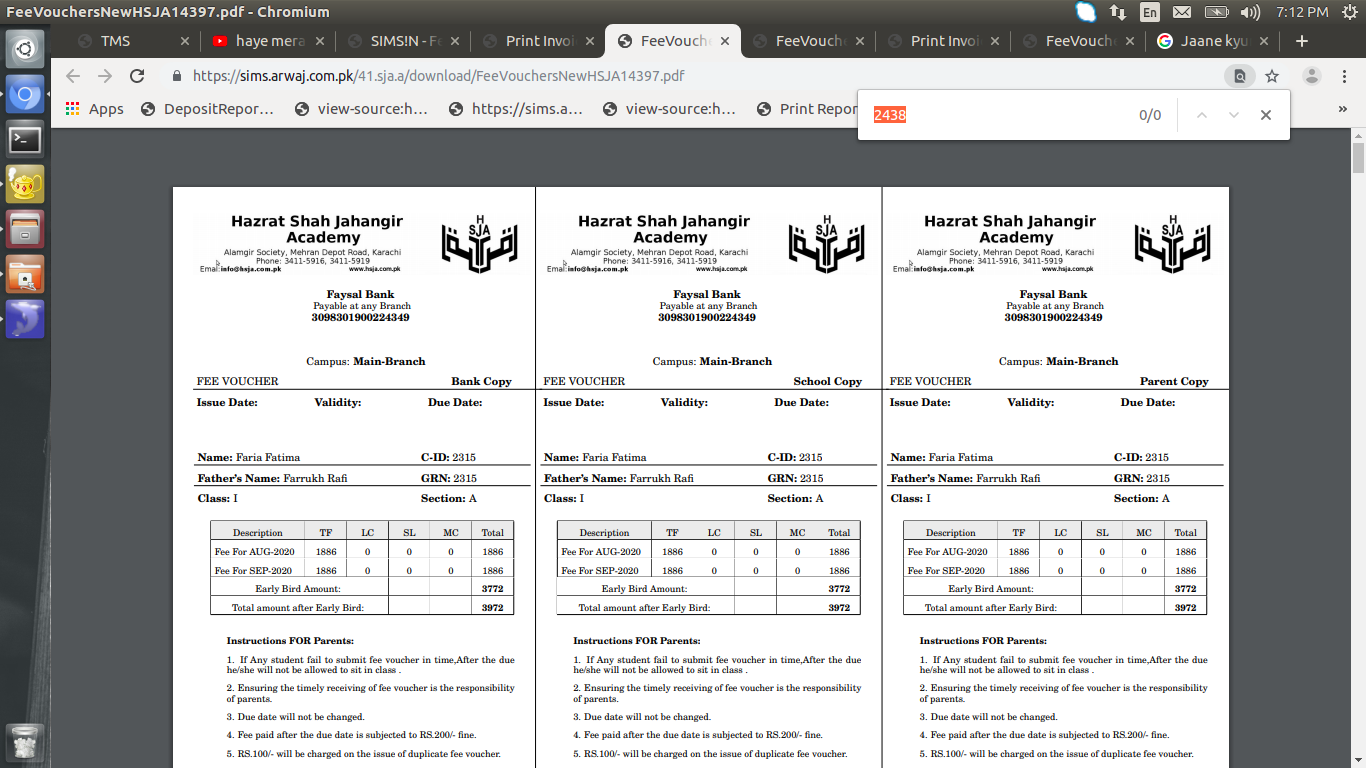 FeeVouchersNewHSJA14397.pdf - Chromium
En
7:12 PM
TMS
haye mera
SIMS!N - Fe
Print Invoi
FeeVouche
FeeVouche
Print Invoi
FeeVouche
Jaane kyu
https://sims.arwaj.com.pk/41.sja.a/download/FeeVouchersNewHSJA14397.pdf
Apps
DepositRepor...
view-source:h...
https://sims.a...
view-source:h...
Print Repor
»
2438
0/0
Hazrat Shah Jahangir
Academy
Alamgir Society, Mehran Depot Road, Karachi
Phone: 3411-5916, 3411-5919
Email:info@hsja.com.pk www.hsja.com.pk
H
SJA
Faysal Bank
Payable at any Branch
3098301900224349
Campus: Main-Branch
FEE VOUCHER Bank Copy
Issue Date: Validity: Due Date:
Name: Faria Fatima C-ID: 2315
Father's Name: Farrukh Rafi GRN: 2315
Class: I Section: A
Description TF LC SL MC Total
Fee For AUG-2020 1886 0 0 0 1886
Fee For SEP-2020 1886 0 0 0 1886
Early Bird Amount: 3772
Total amount after Early Bird: 3972
Instructions FOR Parents:
1. If Any student fail to submit fee voucher in time,After the due
he/she will not be allowed to sit in class .
2. Ensuring the timely receiving of fee voucher is the responsibility
of parents.
3. Due date will not be changed.
4. Fee paid after the due date is subjected to RS.200/- fine.
5. RS.100/- will be charged on the issue of duplicate fee voucher.
Hazrat Shah Jahangir
Academy
Alamgir Society, Mehran Depot Road, Karachi
Phone: 3411-5916, 3411-5919
Email:info@hsja.com.pk www.hsja.com.pk
H
SJA
Faysal Bank
Payable at any Branch
3098301900224349
Campus: Main-Branch
FEE VOUCHER School Copy
Issue Date: Validity: Due Date:
Name: Faria Fatima C-ID: 2315
Father's Name: Farrukh Rafi GRN: 2315
Class: I Section: A
Description TF LC SL MC Total
Fee For AUG-2020 1886 0 0 0 1886
Fee For SEP-2020 1886 0 0 0 1886
Early Bird Amount: 3772
Total amount after Early Bird: 3972
Instructions FOR Parents:
1. If Any student fail to submit fee voucher in time,After the due
he/she will not be allowed to sit in class .
2. Ensuring the timely receiving of fee voucher is the responsibility
of parents.
3. Due date will not be changed.
4. Fee paid after the due date is subjected to RS.200/- fine.
5. RS.100/- will be charged on the issue of duplicate fee voucher.
Hazrat Shah Jahangir
Academy
Alamgir Society, Mehran Depot Road, Karachi
Phone: 3411-5916, 3411-5919
Email:info@hsja.com.pk www.hsja.com.pk
H
SJA
Faysal Bank
Payable at any Branch
3098301900224349
Campus: Main-Branch
FEE VOUCHER Parent Copy
Issue Date: Validity: Due Date:
Name: Faria Fatima C-ID: 2315
Father's Name: Farrukh Rafi GRN: 2315
Class: I Section: A
Description TF LC SL MC Total
Fee For AUG-2020 1886 0 0 0 1886
Fee For SEP-2020 1886 0 0 0 1886
Early Bird Amount: 3772
Total amount after Early Bird: 3972
Instructions FOR Parents:
1. If Any student fail to submit fee voucher in time,After the due
he/she will not be allowed to sit in class .
2. Ensuring the timely receiving of fee voucher is the responsibility
of parents.
3. Due date will not be changed.
4. Fee paid after the due date is subjected to RS.200/- fine.
5. RS.100/- will be charged on the issue of duplicate fee voucher.